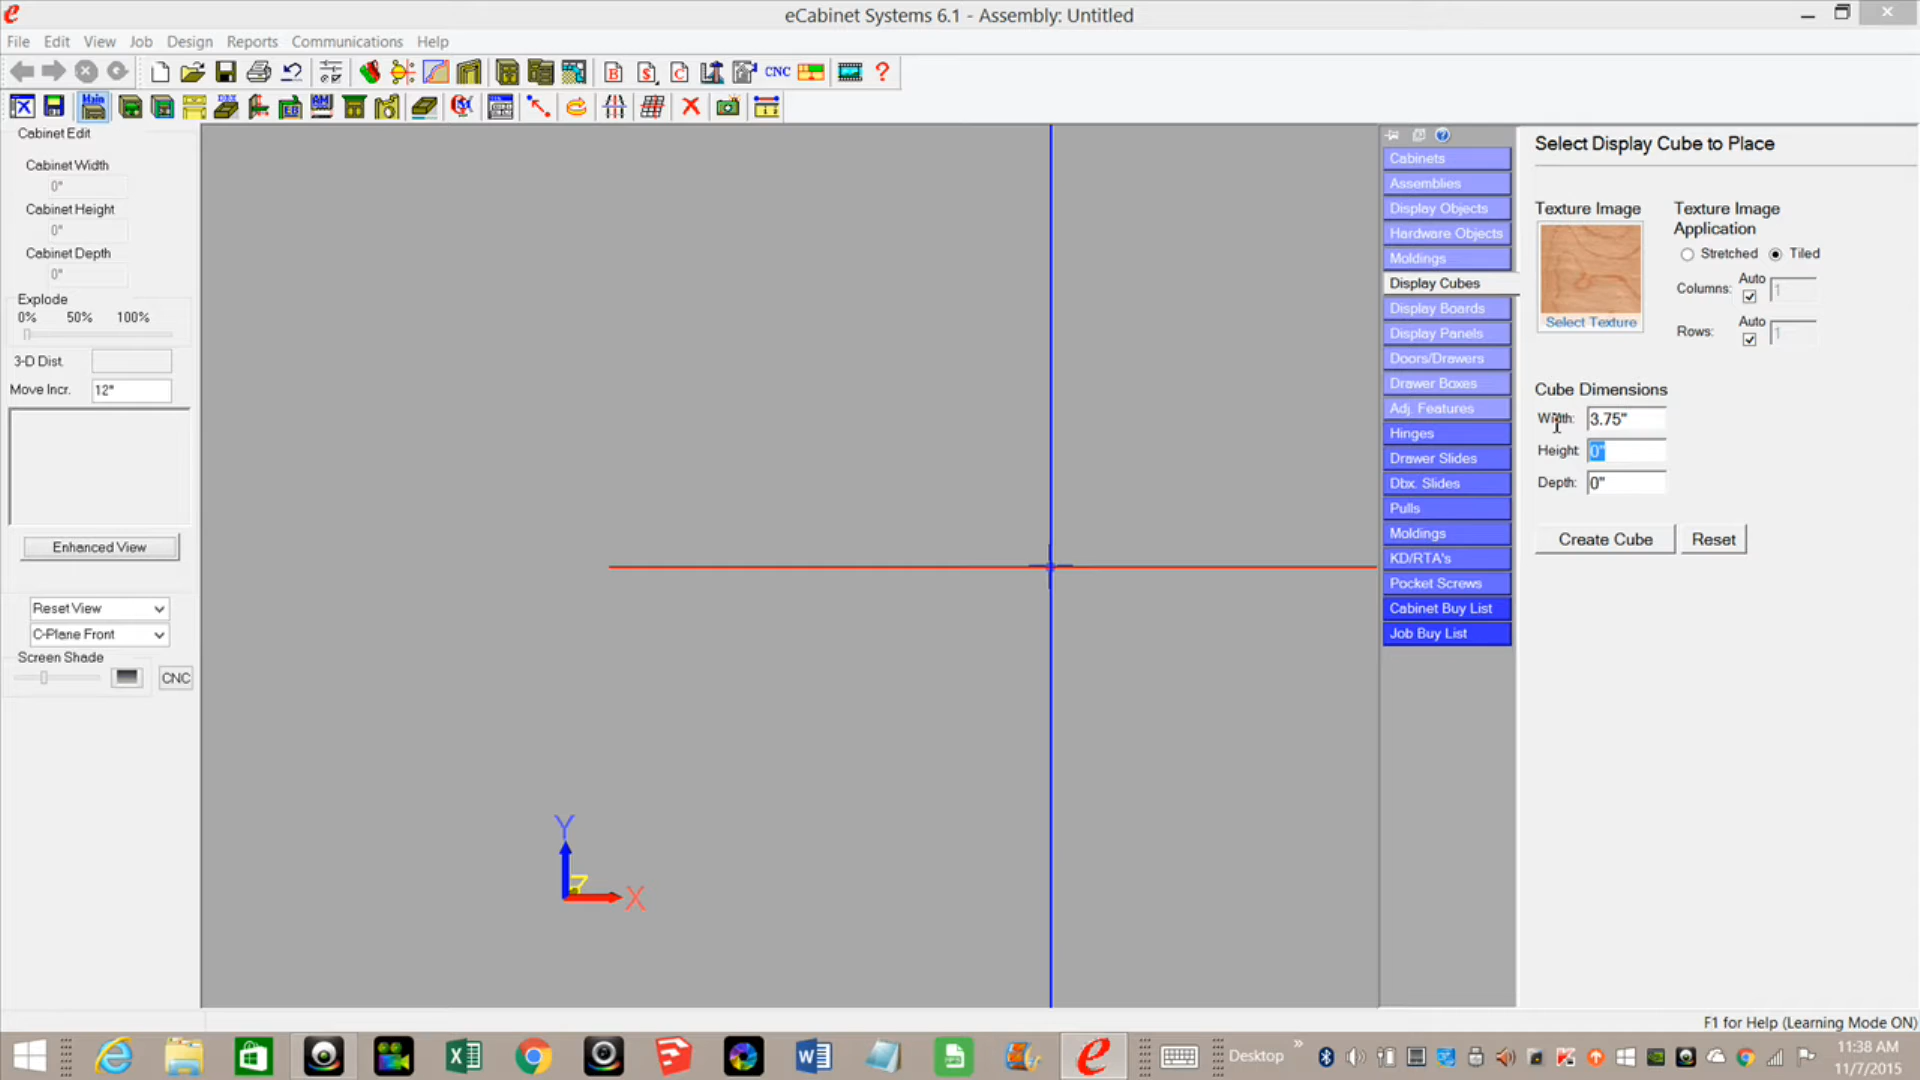 eCabinet Systems 6.1 - Assembly: Untitled
File Edit View Job Design Reports Communications Help
CNC
Main
Cabinet Edit
Cabinet Width
0"
Cabinet Height
0"
Cabinet Depth
0"
Explode
0% 50% 100%
3-D Dist.
Move Incr. 12"
Enhanced View
Reset View
C-Plane Front
Screen Shade
CNC
Y
X
Cabinets
Assemblies
Display Objects
Hardware Objects
Moldings
Display Cubes
Display Boards
Display Panels
Doors/Drawers
Drawer Boxes
Adj. Features
Hinges
Drawer Slides
Dbx. Slides
Pulls
Moldings
KD/RTA's
Pocket Screws
Cabinet Buy List
Job Buy List
Select Display Cube to Place
Texture Image
Select Texture
Texture Image
Application
Stretched Tiled
Auto
Columns: 1
Auto
Rows: 1
Cube Dimensions
Width: 3.75"
Height: 0"
Depth: 0"
Create Cube Reset
F1 for Help (Learning Mode ON)
Desktop
11:38 AM
11/7/2015